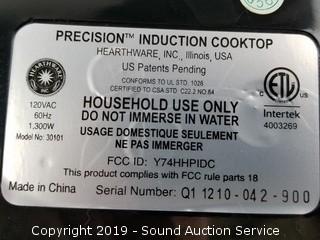 PRECISION™ INDUCTION COOKTOP
HEARTHWARE, INC., Illinois, USA
US Patents Pending
CONFORMS TO UL STD. 1026
CERTIFIED TO CSA STD. C22.2 NO.64
HEARTHWARE
120VAC
60Hz
1,300W
Model: 30101
HOUSEHOLD USE ONLY
DO NOT IMMERSE IN WATER
USAGE DOMESTIQUE SEULEMENT
NE PAS IMMERGER
ETL
Intertek
4003269
FCC ID: Y74HHPIDC
This product complies with FCC rule parts 18
Made in China
Serial Number: Q1 1210-042-900
Copyright 2019 - Sound Auction Service